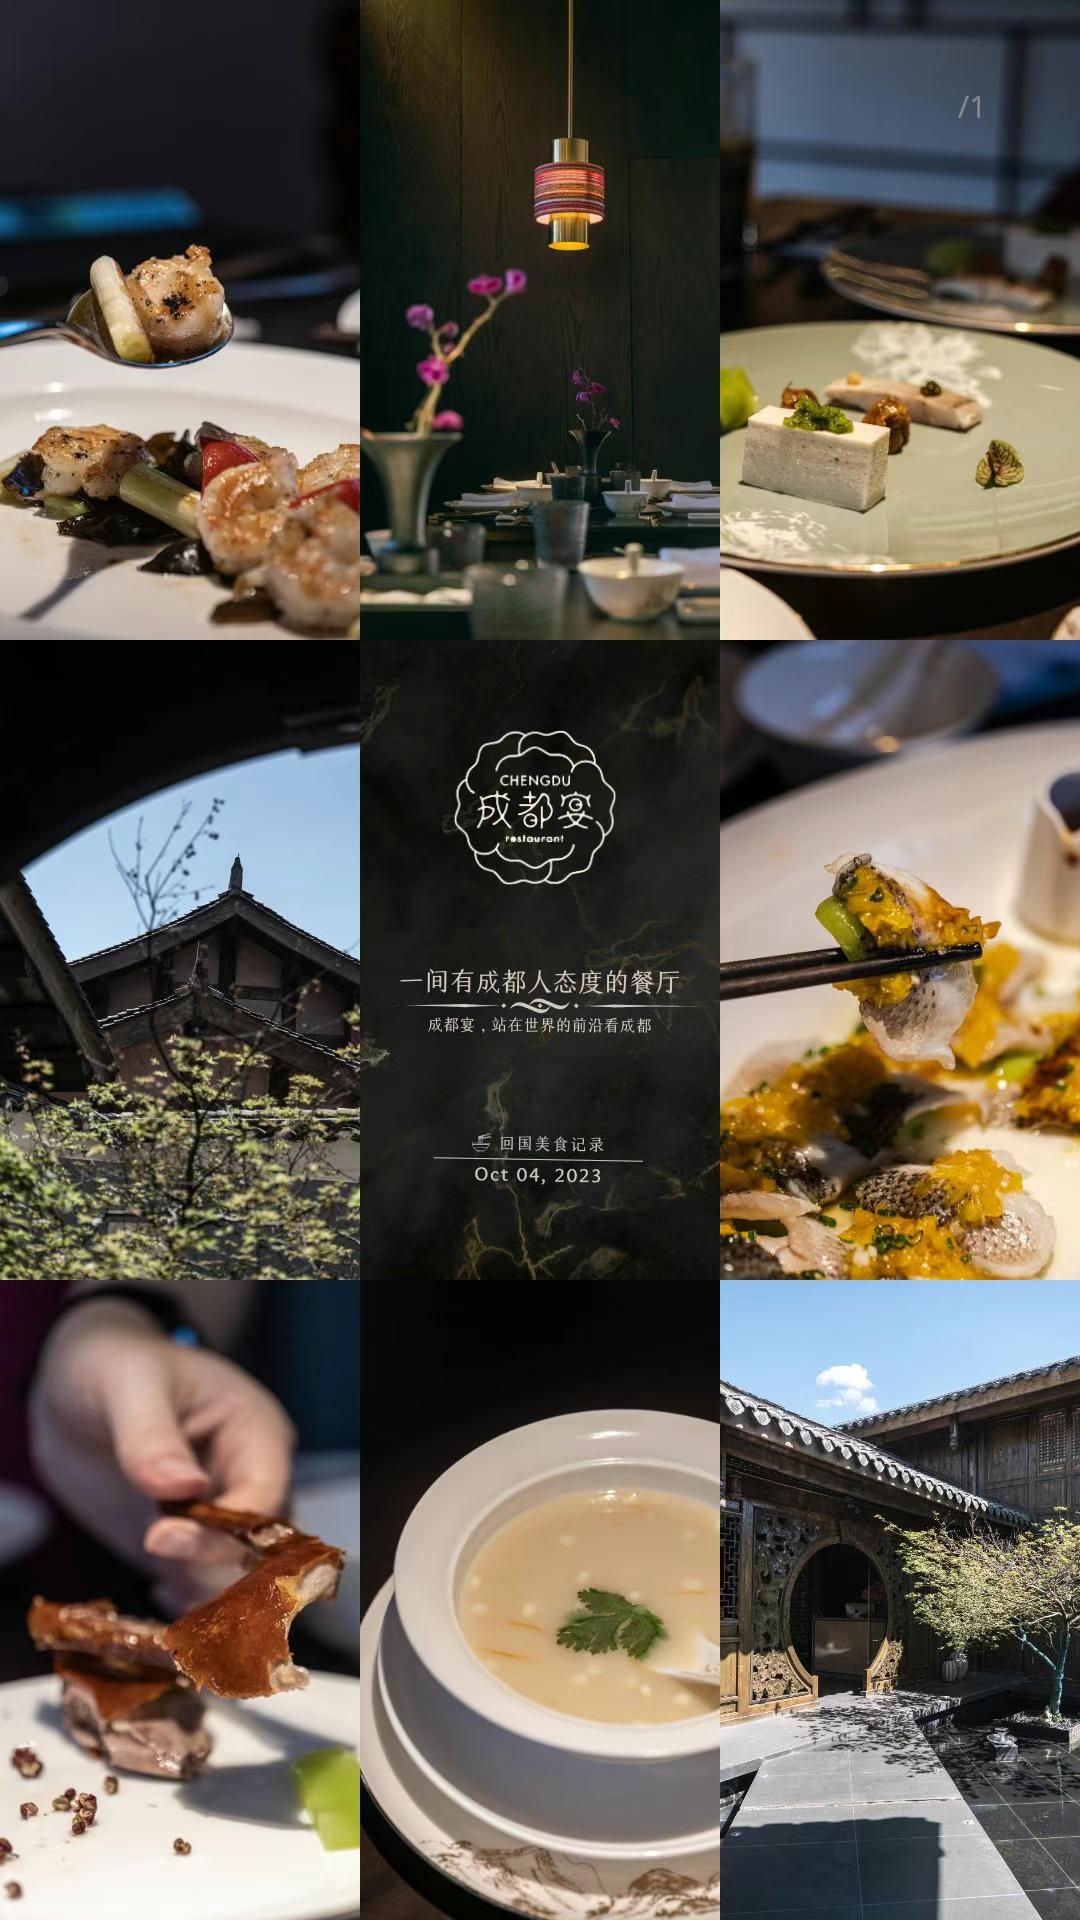 /1
CHENGDU
成都宴
restaurant
一间有成都人态度的餐厅
成都宴，站在世界的前沿看成都
回国美食记录
Oct 04, 2023